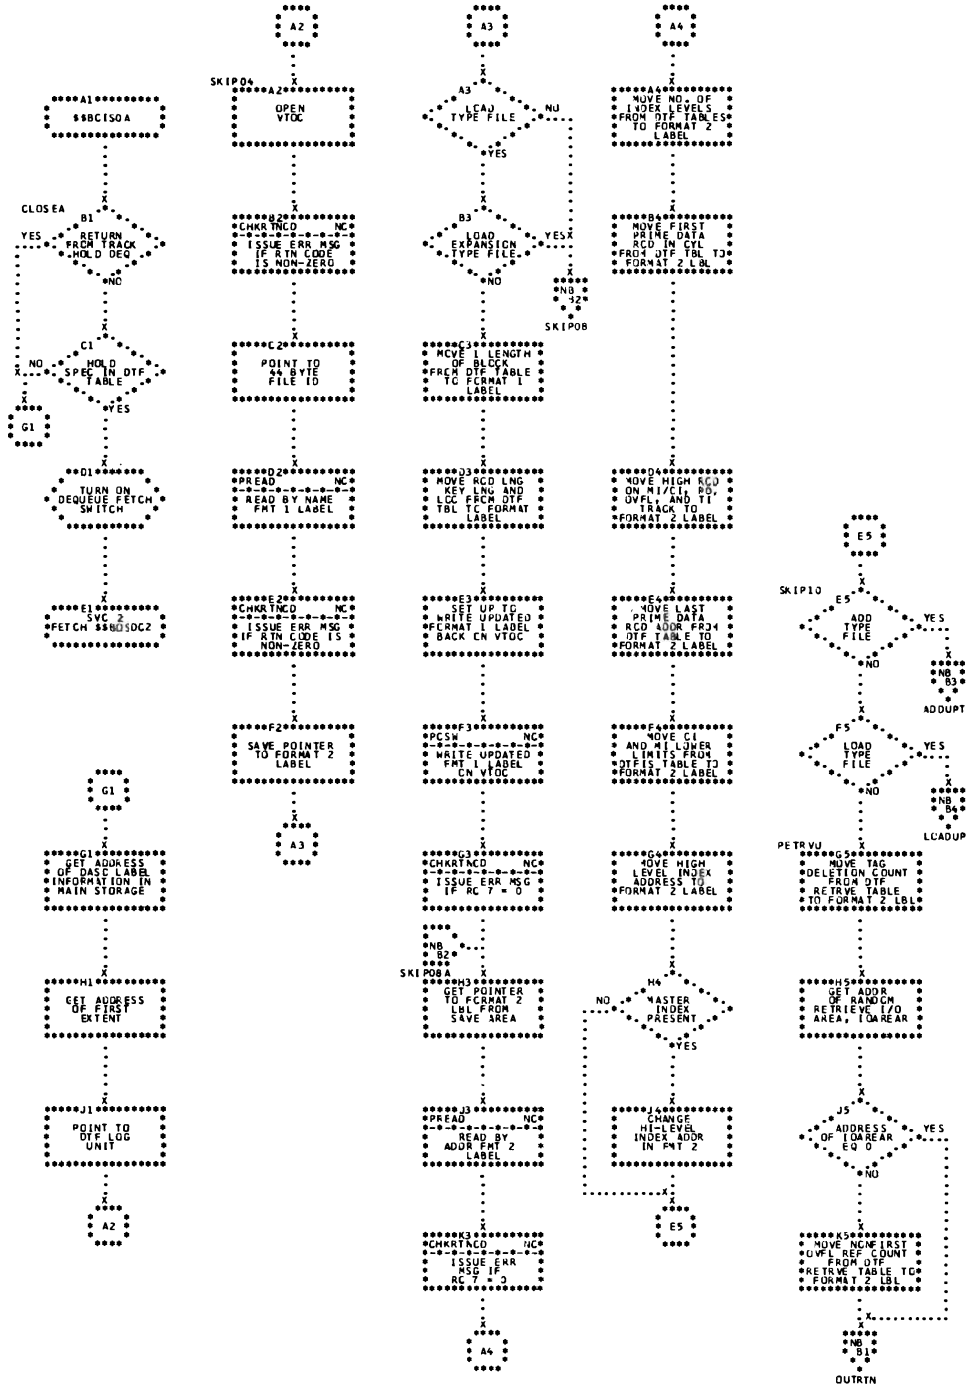 A1
$$BCISOA
CLOSEA
B1
YES
RETURN
FROM TRACK
HOLD DEQ
NO
C1
NO
HOLD
SPEC IN DTF
TABLE
YES
G1
D1
TURN ON
DEQUEUE FETCH
SWITCH
E1
SVC 2
FETCH $$BOSDC2
G1
G1
GET ADDRESS
OF DASD LABEL
INFORMATION IN
MAIN STORAGE
H1
GET ADDRESS
OF FIRST
EXTENT
J1
POINT TO
DTF LOG
UNIT
A2
A2
SKIP04
A2
OPEN
VTOC
B2
CHKRTNCD NC
ISSUE ERR MSG
IF RTN CODE
IS NON-ZERO
C2
POINT TO
44 BYTE
FILE ID
D2
PREAD NC
READ BY NAME
FMT 1 LABEL
E2
CHKRTNCD NC
ISSUE ERR MSG
IF RTN CODE IS
NON-ZERO
F2
SAVE POINTER
TO FORMAT 2
LABEL
A3
A3
A3
NO
LOAD
TYPE FILE
YES
B3
LOAD
EXPANSION
TYPE FILE
YES
NO
NB
B2
SKIP08
C3
MOVE 1 LENGTH
OF BLOCK
FROM DTF TABLE
TO FORMAT 1
LABEL
D3
MOVE RCD LNG
KEY LNG AND
LOC FROM DTF
TBL TO FORMAT
LABEL
E3
SET UP TO
WRITE UPDATED
FORMAT 1 LABEL
BACK ON VTOC
F3
PCSW NC
WRITE UPDATED
FMT 1 LABEL
ON VTOC
G3
CHKRTNCD NC
ISSUE ERR MSG
IF RC 7 = 0
NB
B2
SKIP08A
H3
GET POINTER
TO FORMAT 2
LBL FROM
SAVE AREA
J3
PREAD NC
READ BY
ADDR FMT 2
LABEL
K3
CHKRTNCD NC
ISSUE ERR
MSG IF
RC 7 = 0
A4
A4
A4
MOVE NO. OF
INDEX LEVELS
FROM DTF TABLES
TO FORMAT 2
LABEL
B4
MOVE FIRST
PRIME DATA
RCD IN CYL
FROM DTF TBL TO
FORMAT 2 LBL
D4
MOVE HIGH RCD
ON MI/CI, PD,
OVFL, AND TI
TRACK TO
FORMAT 2 LABEL
E4
MOVE LAST
PRIME DATA
RCD ADDR FROM
DTF TABLE TO
FORMAT 2 LABEL
F4
MOVE CI
AND MI LOWER
LIMITS FROM
DTFIS TABLE TO
FORMAT 2 LABEL
G4
MOVE HIGH
LEVEL INDEX
ADDRESS TO
FORMAT 2 LABEL
H4
NO
MASTER
INDEX
PRESENT
YES
J4
CHANGE
HI-LEVEL
INDEX ADDR
IN FMT 2
E5
E5
SKIP10
E5
YES
ADD
TYPE
FILE
NO
NB
B3
ADDUPT
F5
YES
LOAD
TYPE
FILE
NO
NB
B4
LOADUP
PETRVU
G5
MOVE TAG
DELETION COUNT
FROM DTF
RETRVE TABLE
TO FORMAT 2 LBL
H5
GET ADDR
OF RANDOM
RETRIEVE I/O
AREA, IOAREAR
J5
YES
ADDRESS
OF IOAREAR
EQ 0
NO
K5
MOVE NONFIRST
OVFL REF COUNT
FROM DTF
RETRVE TABLE TO
FORMAT 2 LBL
NB
B1
OUTRTN